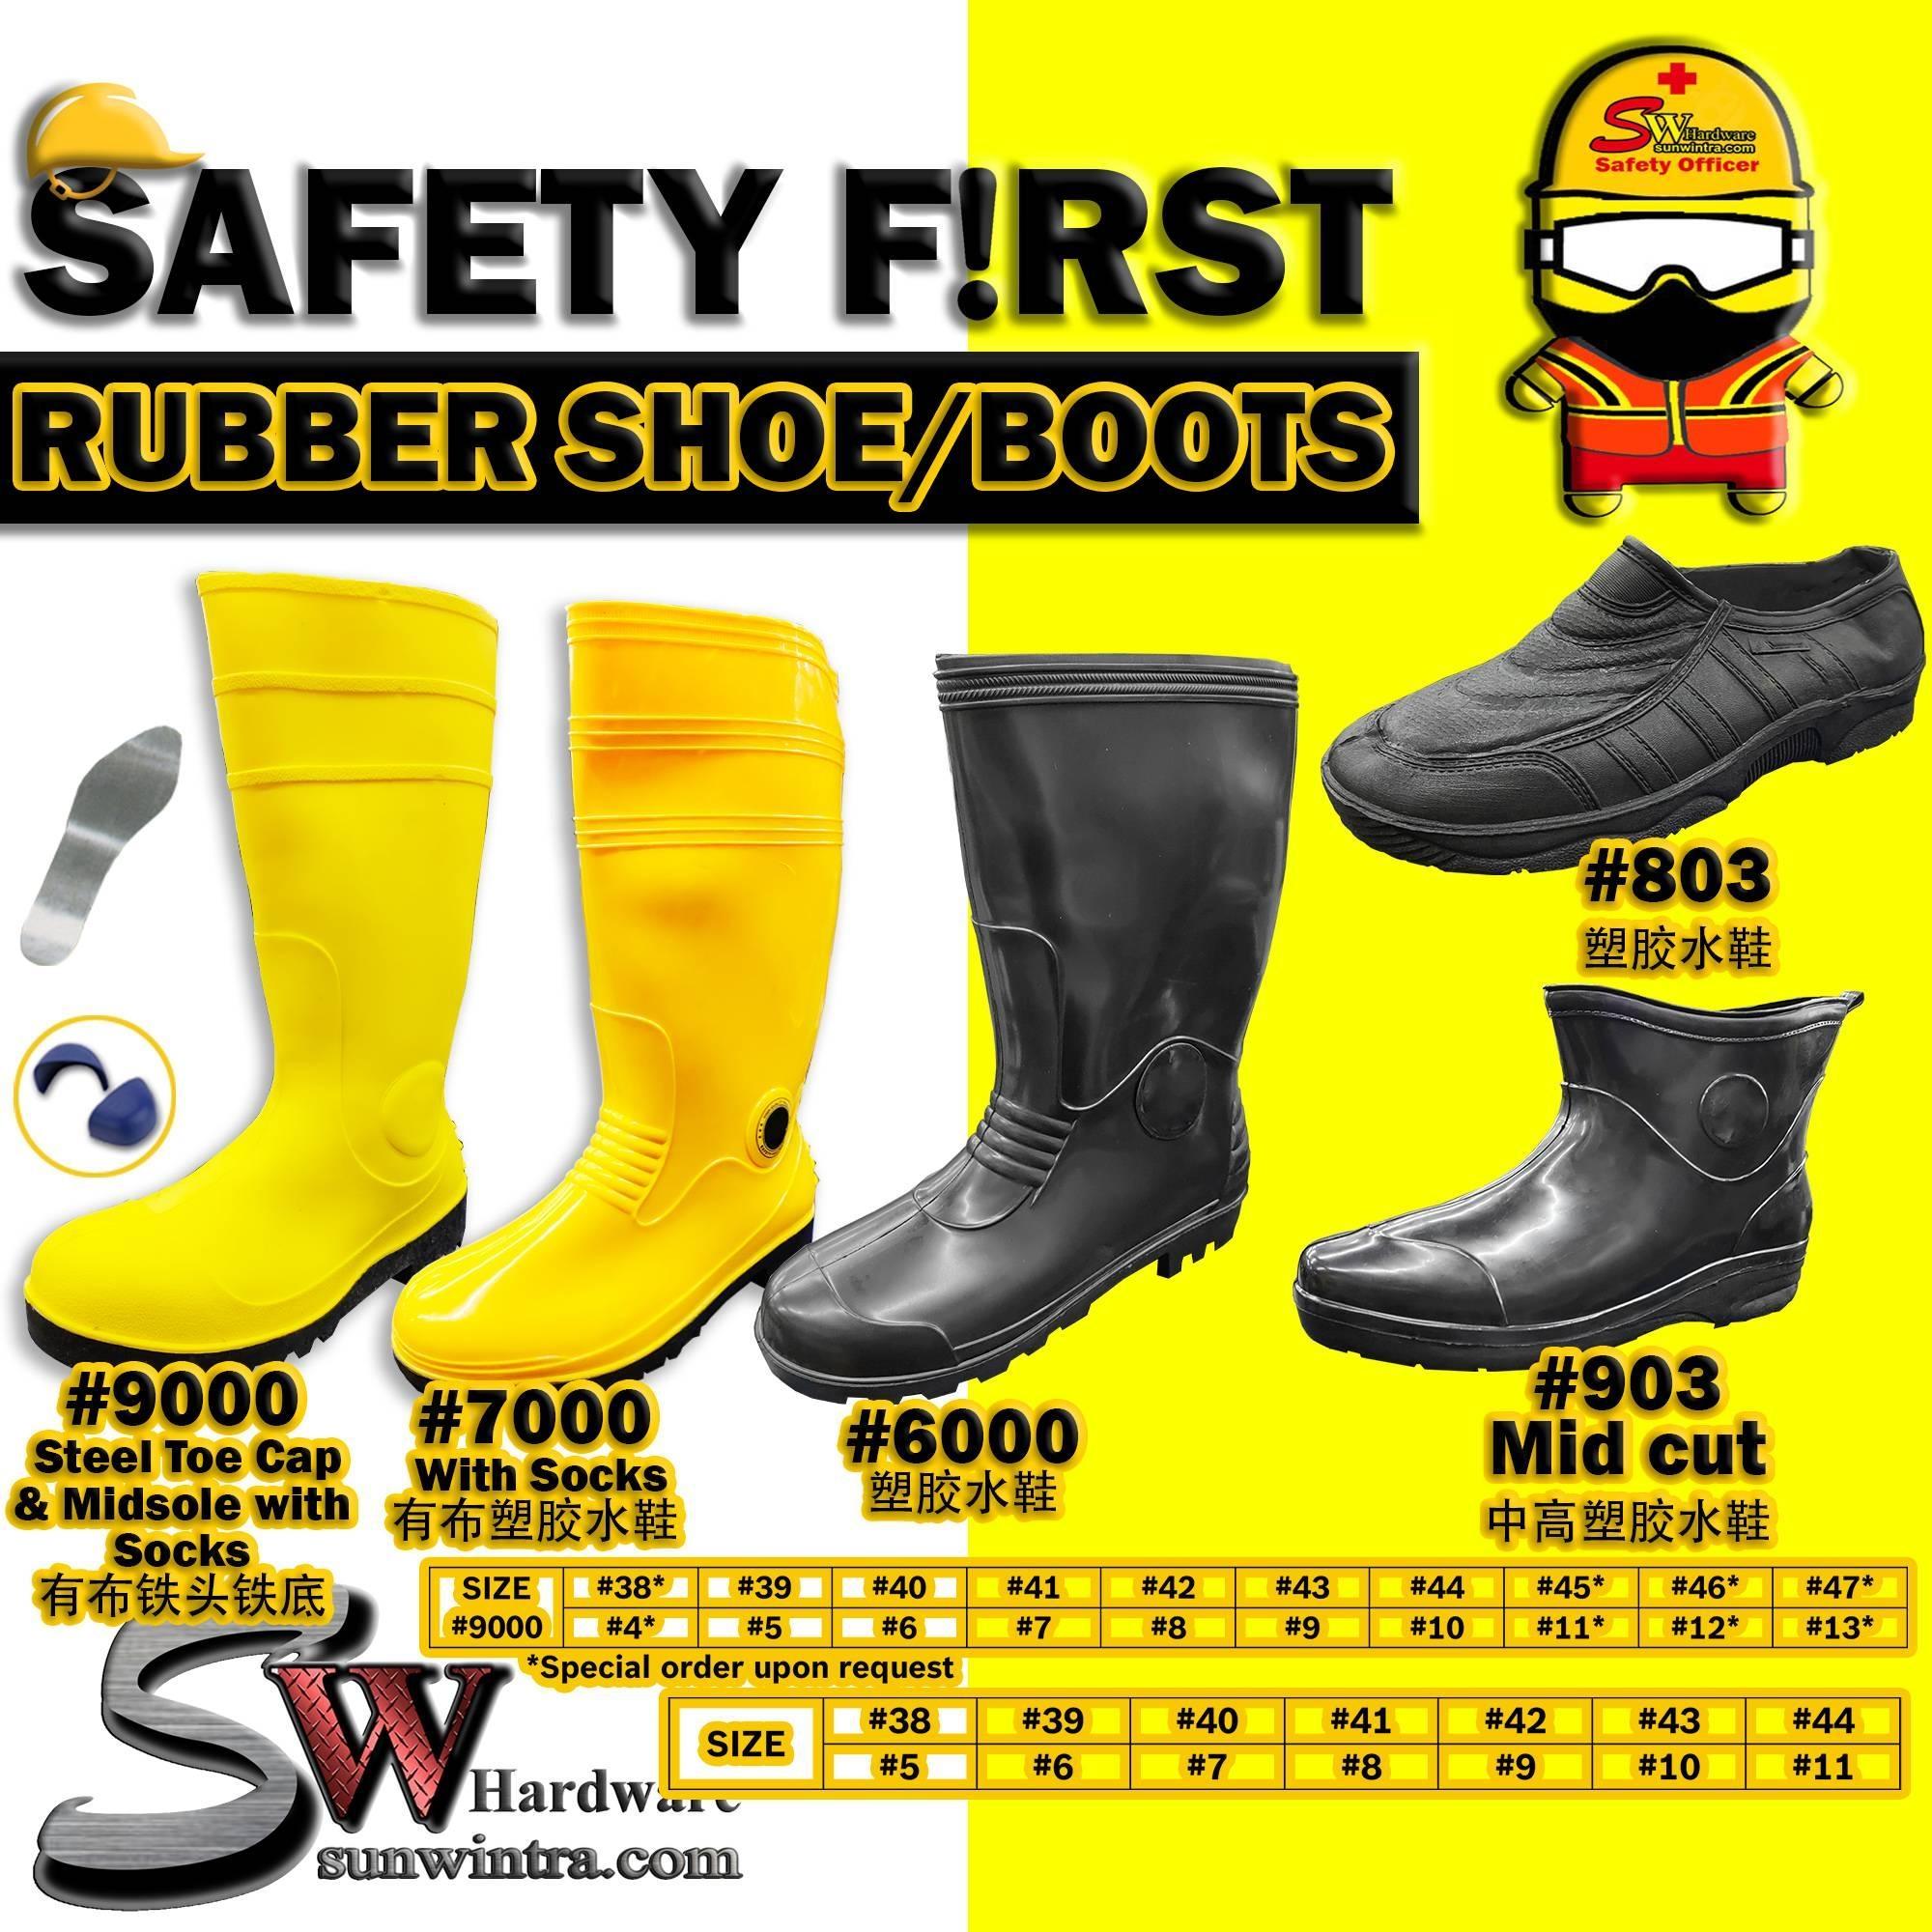 SAFETY F!RST
RUBBER SHOE/BOOTS
SW Hardware
sunwintra.com
Safety Officer
#803
塑胶水鞋
#9000
Steel Toe Cap
& Midsole with
Socks
有布铁头铁底
#7000
With Socks
有布塑胶水鞋
#6000
塑胶水鞋
#903
Mid cut
中高塑胶水鞋
SIZE #38* #39 #40 #41 #42 #43 #44 #45* #46* #47*
#9000 #4* #5 #6 #7 #8 #9 #10 #11* #12* #13*
*Special order upon request
SIZE #38 #39 #40 #41 #42 #43 #44
#5 #6 #7 #8 #9 #10 #11
SW Hardware
sunwintra.com